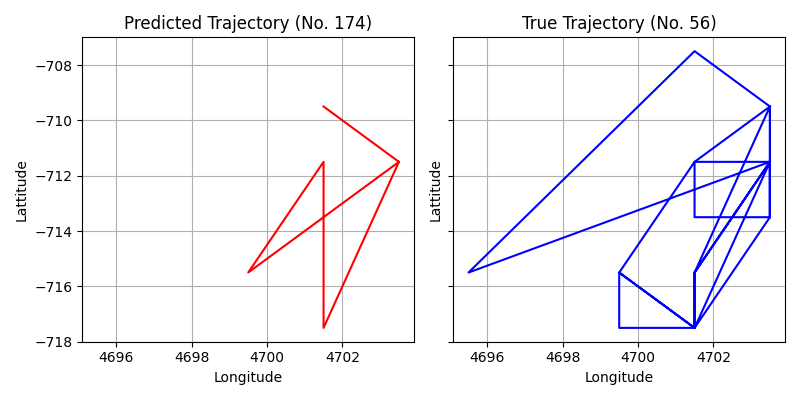 Predicted Trajectory (No. 174)
True Trajectory (No. 56)
−708
−710
−712
−714
−716
−718
Lattitude
Lattitude
4696 4698 4700 4702
4696 4698 4700 4702
Longitude
Longitude